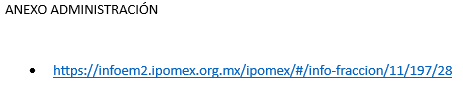 ANEXO ADMINISTRACIÓN
• https://infoem2.ipomex.org.mx/ipomex/#/info-fraccion/11/197/28